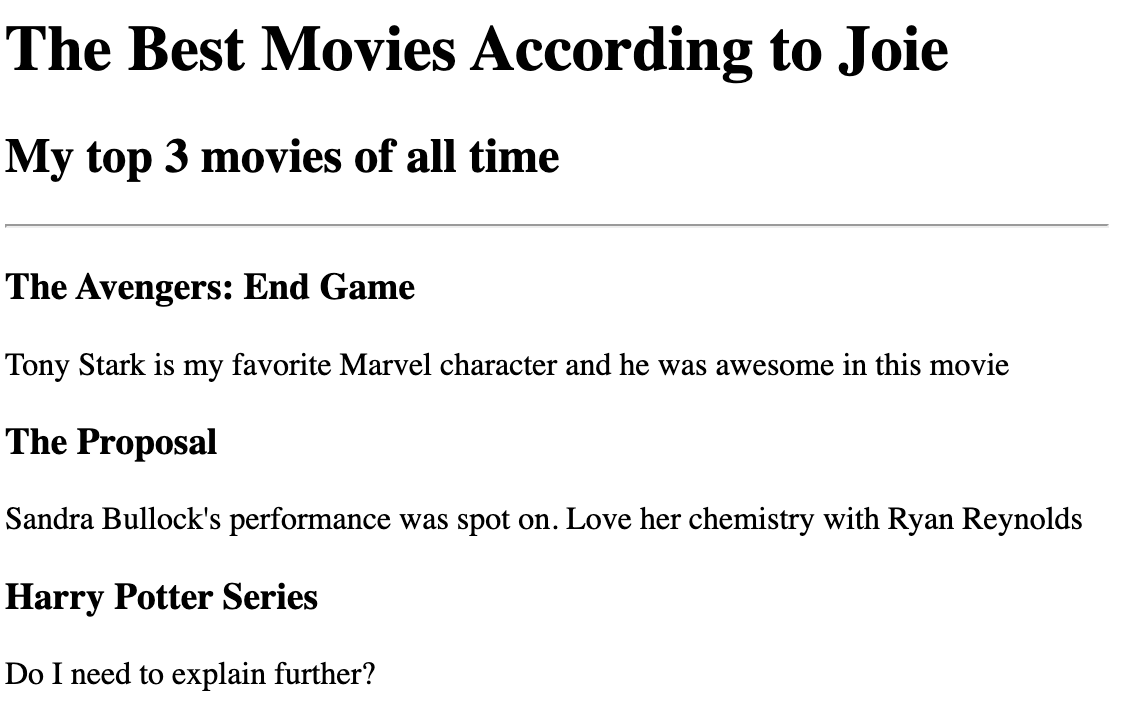 The Best Movies According to Joie
My top 3 movies of all time
The Avengers: End Game
Tony Stark is my favorite Marvel character and he was awesome in this movie
The Proposal
Sandra Bullock's performance was spot on. Love her chemistry with Ryan Reynolds
Harry Potter Series
Do I need to explain further?